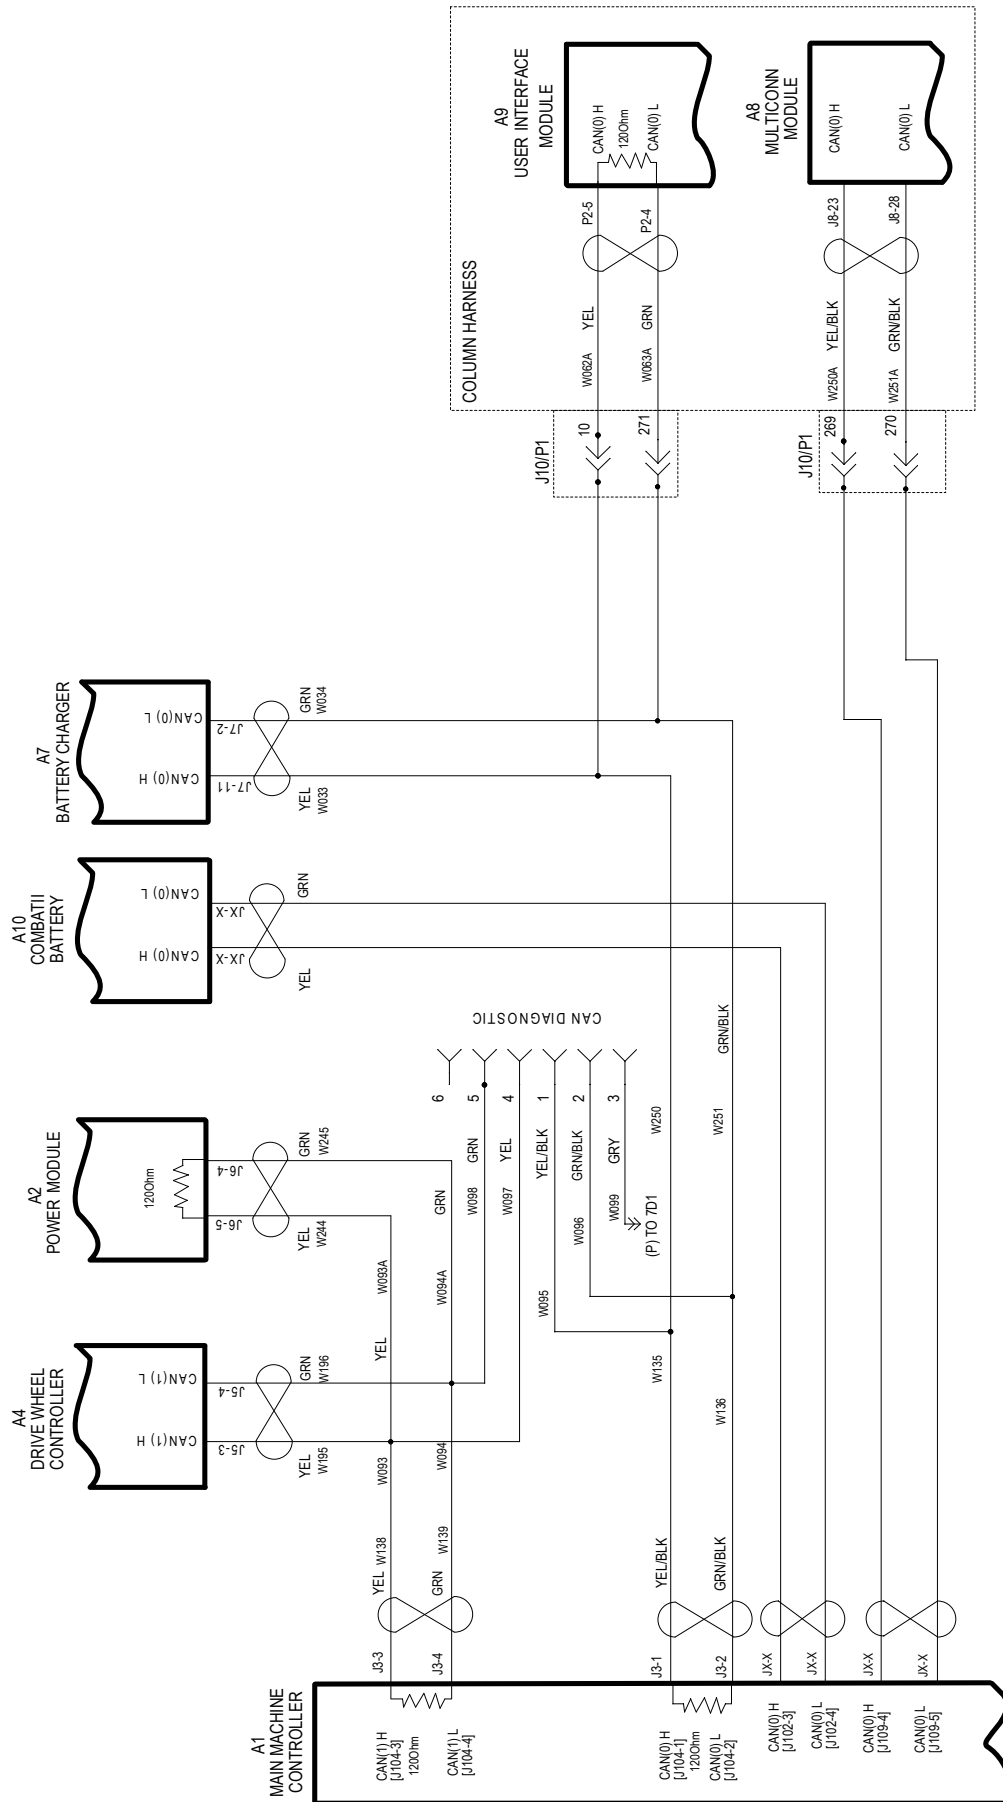 A1
MAIN MACHINE
CONTROLLER
CAN(1) H
[J104-3]
120Ohm
CAN(1) L
[J104-4]
CAN(0) H
[J104-1]
120Ohm
CAN(0) L
[J104-2]
CAN(0) H
[J102-3]
CAN(0) L
[J102-4]
CAN(0) H
[J109-4]
CAN(0) L
[J109-5]
J3-3
J3-4
J3-1
J3-2
JX-X
JX-X
JX-X
JX-X
YEL
W138
GRN
W139
YEL/BLK
GRN/BLK
A4
DRIVE WHEEL
CONTROLLER
CAN(1) H
CAN(1) L
J5-3
J5-4
YEL
W195
GRN
W196
W093
W094
YEL
W135
W136
A2
POWER MODULE
120Ohm
J6-5
J6-4
YEL
W244
GRN
W245
W093A
W094A
GRN
W098
GRN
W097
YEL
W095
YEL/BLK
W096
GRN/BLK
W099
GRY
(P) TO 7D1
6
5
4
1
2
3
CAN DIAGNOSTIC
W250
W251
GRN/BLK
A10
COMBATII
BATTERY
CAN(0) H
CAN(0) L
JX-X
JX-X
YEL
GRN
A7
BATTERY CHARGER
CAN(0) H
CAN(0) L
J7-11
J7-2
YEL
W033
GRN
W034
J10/P1
10
271
J10/P1
269
270
COLUMN HARNESS
W062A
YEL
P2-5
W063A
GRN
P2-4
W250A
YEL/BLK
J8-23
W251A
GRN/BLK
J8-28
A9
USER INTERFACE
MODULE
CAN(0) H
120Ohm
CAN(0) L
A8
MULTICONN
MODULE
CAN(0) H
CAN(0) L